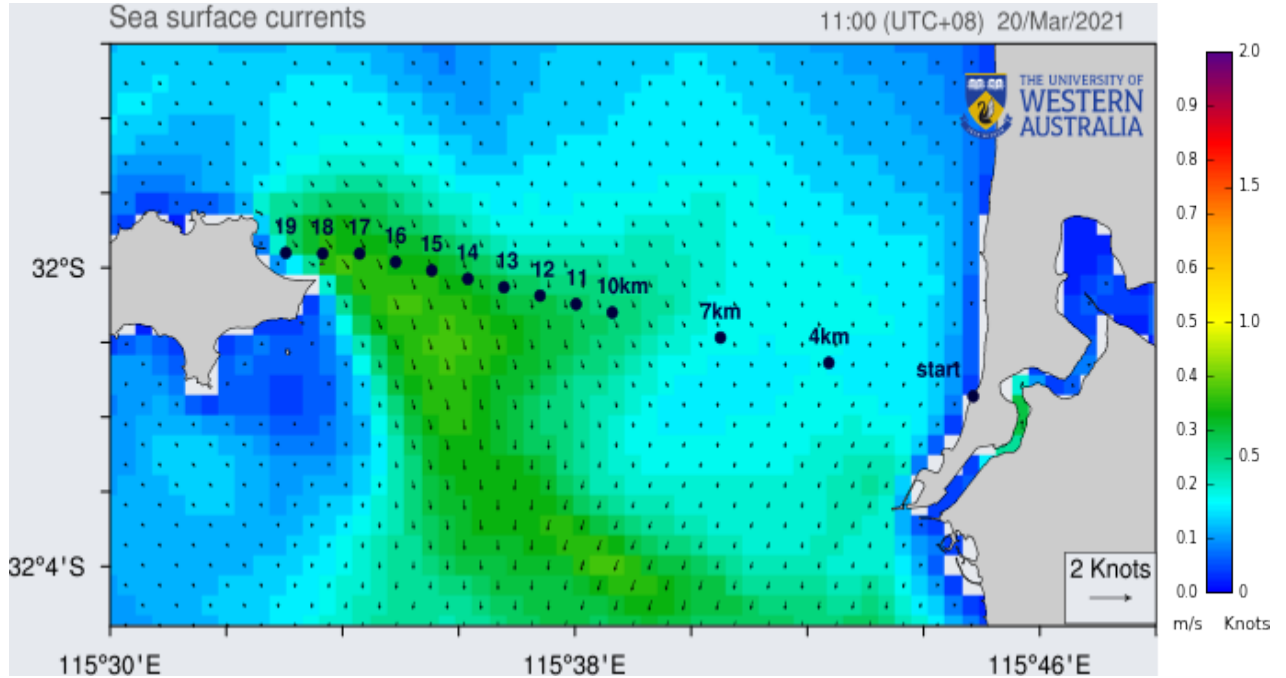 Sea surface currents
11:00 (UTC+08) 20/Mar/2021
THE UNIVERSITY OF
WESTERN
AUSTRALIA
19
18
17
16
15
14
13
12
11
10km
7km
4km
start
32°S
32°4'S
115°30'E
115°38'E
115°46'E
2 Knots
0.9
0.8
0.7
0.6
0.5
0.4
0.3
0.2
0.1
0.0
m/s
2.0
1.5
1.0
0.5
0
Knots